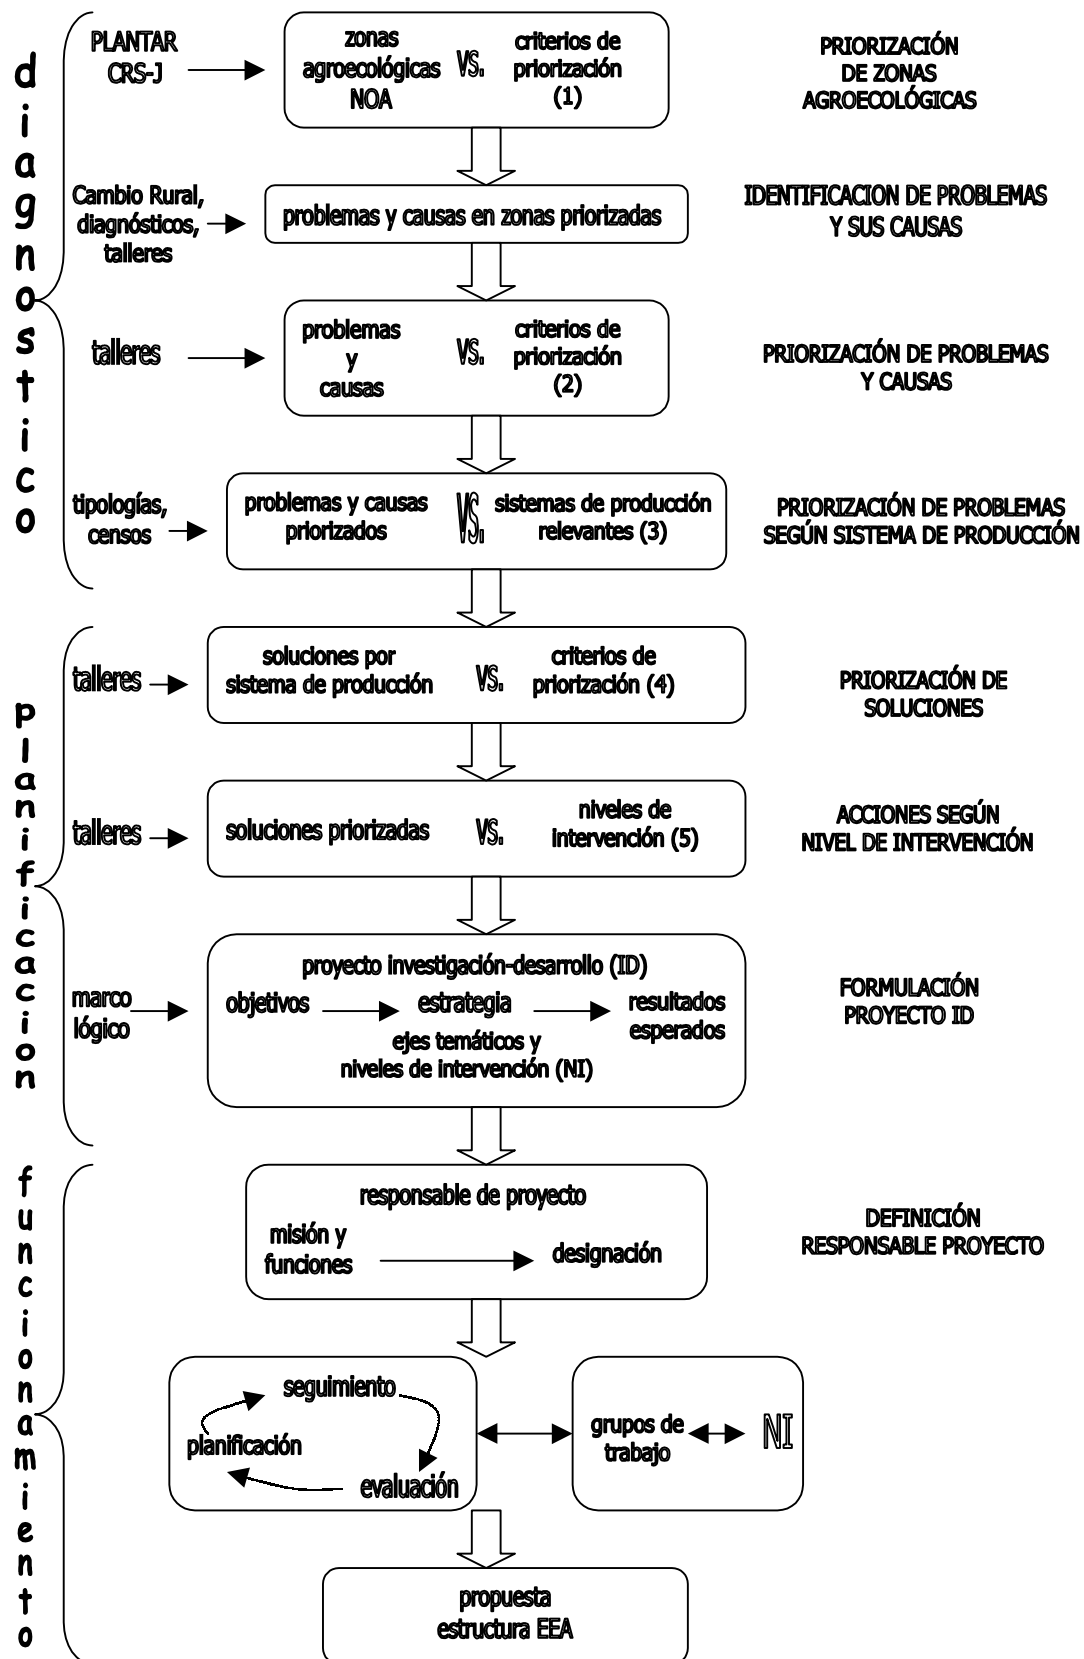 diagnostico
PLANTAR
CRS-J
zonas
agroecológicas
NOA
VS.
criterios de
priorización
(1)
PRIORIZACIÓN
DE ZONAS
AGROECOLÓGICAS
Cambio Rural,
diagnósticos,
talleres
problemas y causas en zonas priorizadas
IDENTIFICACION DE PROBLEMAS
Y SUS CAUSAS
talleres
problemas
y
causas
VS.
criterios de
priorización
(2)
PRIORIZACIÓN DE PROBLEMAS
Y CAUSAS
tipologías,
censos
problemas y causas
priorizados
VS.
sistemas de producción
relevantes (3)
PRIORIZACIÓN DE PROBLEMAS
SEGÚN SISTEMA DE PRODUCCIÓN
planificacion
talleres
soluciones por
sistema de producción
VS.
criterios de
priorización (4)
PRIORIZACIÓN DE
SOLUCIONES
talleres
soluciones priorizadas
VS.
niveles de
intervención (5)
ACCIONES SEGÚN
NIVEL DE INTERVENCIÓN
marco
lógico
proyecto investigación-desarrollo (ID)
objetivos
estrategia
resultados
esperados
ejes temáticos y
niveles de intervención (NI)
FORMULACIÓN
PROYECTO ID
funcionamiento
responsable de proyecto
misión y
funciones
designación
DEFINICIÓN
RESPONSABLE PROYECTO
seguimiento
planificación
evaluación
grupos de
trabajo
NI
propuesta
estructura EEA